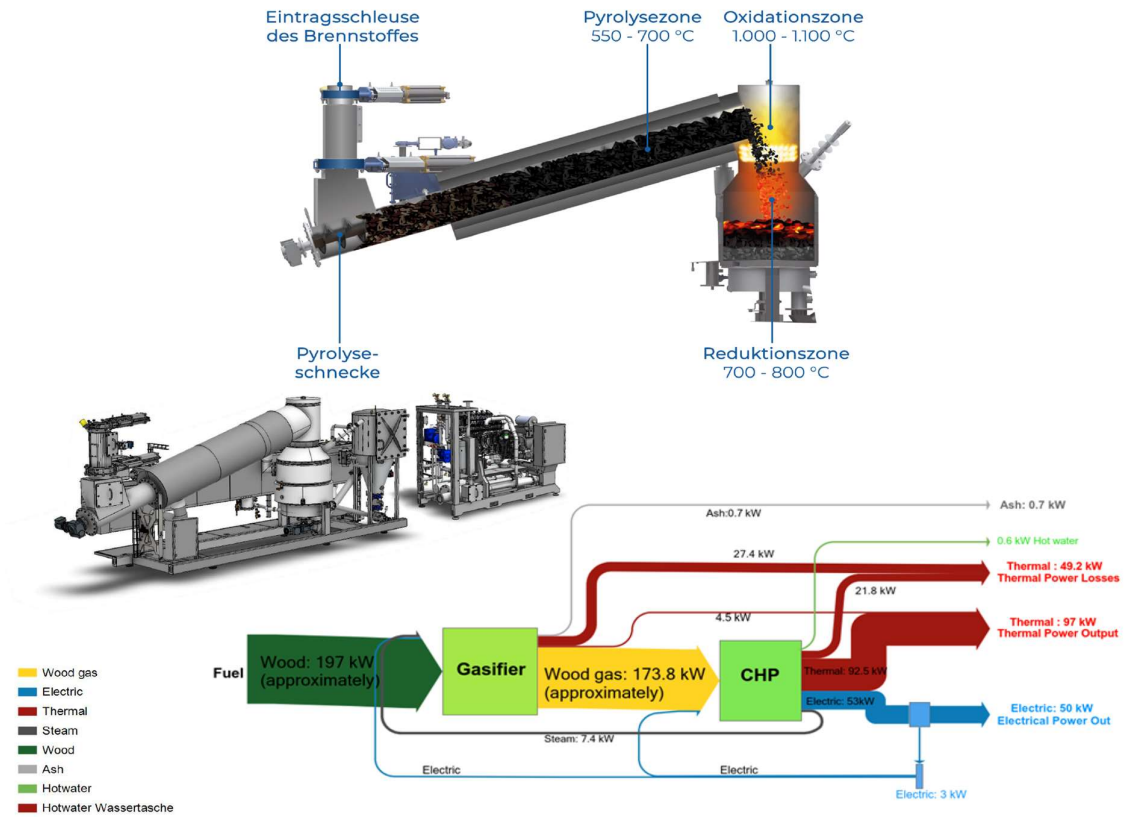 Eintragsschleuse
des Brennstoffes
Pyrolysezone
550 - 700 °C
Oxidationszone
1.000 - 1.100 °C
Pyrolyse-
schnecke
Reduktionszone
700 - 800 °C
Ash:0.7 kW
Ash: 0.7 kW
0.6 kW Hot water
27.4 kW
Thermal : 49.2 kW
Thermal Power Losses
21.8 kW
4.5 kW
Thermal : 97 kW
Thermal Power Output
Fuel
Wood: 197 kW
(approximately)
Gasifier
Wood gas: 173.8 kW
(approximately)
CHP
Thermal: 92.5 kW
Electric: 53kW
Electric: 50 kW
Electrical Power Out
Steam: 7.4 kW
Electric
Electric
Electric: 3 kW
Wood gas
Electric
Thermal
Steam
Wood
Ash
Hotwater
Hotwater Wassertasche